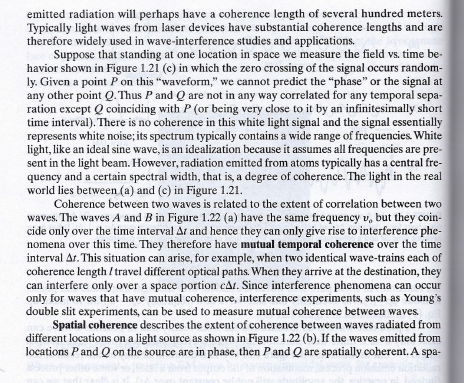 emitted radiation will perhaps have a coherence length of several hundred meters.
Typically light waves from laser devices have substantial coherence lengths and are
therefore widely used in wave-interference studies and applications.
Suppose that standing at one location in space we measure the field vs. time be-
havior shown in Figure 1.21 (c) in which the zero crossing of the signal occurs random-
ly. Given a point P on this "waveform," we cannot predict the "phase" or the signal at
any other point Q. Thus P and Q are not in any way correlated for any temporal sepa-
ration except Q coinciding with P (or being very close to it by an infinitesimally short
time interval). There is no coherence in this white light signal and the signal essentially
represents white noise; its spectrum typically contains a wide range of frequencies. White
light, like an ideal sine wave, is an idealization because it assumes all frequencies are pre-
sent in the light beam. However, radiation emitted from atoms typically has a central fre-
quency and a certain spectral width, that is, a degree of coherence. The light in the real
world lies between (a) and (c) in Figure 1.21.
Coherence between two waves is related to the extent of correlation between two
waves. The waves A and B in Figure 1.22 (a) have the same frequency υₒ but they coin-
cide only over the time interval Δt and hence they can only give rise to interference phe-
nomena over this time. They therefore have mutual temporal coherence over the time
interval Δt. This situation can arise, for example, when two identical wave-trains each of
coherence length l travel different optical paths. When they arrive at the destination, they
can interfere only over a space portion cΔt. Since interference phenomena can occur
only for waves that have mutual coherence, interference experiments, such as Young's
double slit experiments, can be used to measure mutual coherence between waves.
Spatial coherence describes the extent of coherence between waves radiated from
different locations on a light source as shown in Figure 1.22 (b). If the waves emitted from
locations P and Q on the source are in phase, then P and Q are spatially coherent. A spa-